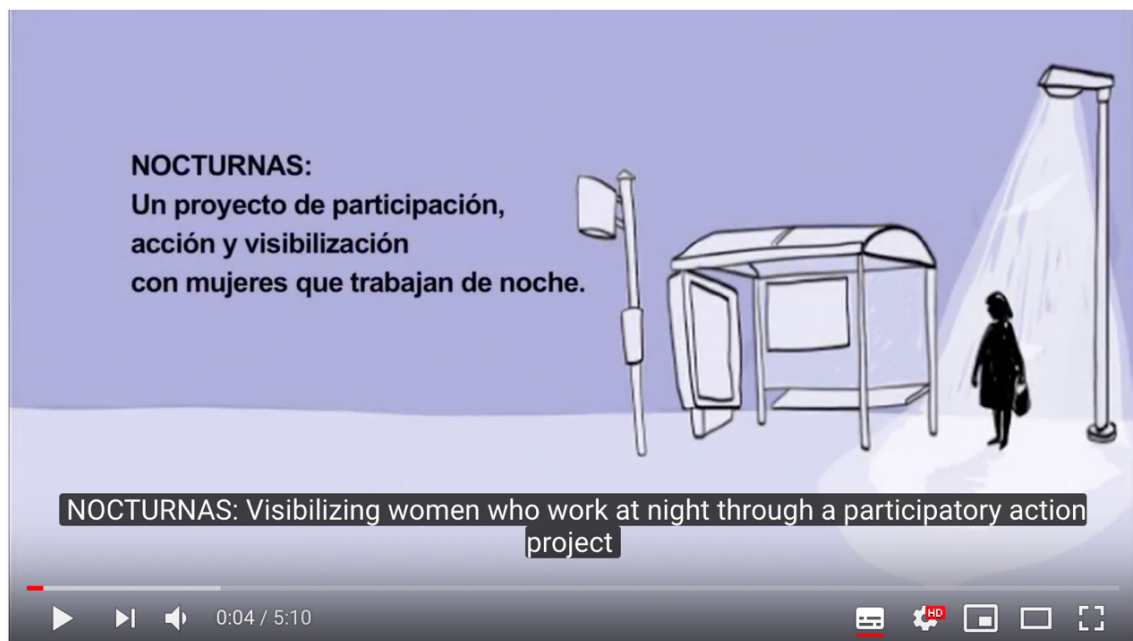 NOCTURNAS:
Un proyecto de participación,
acción y visibilización
con mujeres que trabajan de noche.
NOCTURNAS: Visibilizing women who work at night through a participatory action
project
0:04 / 5:10
HD